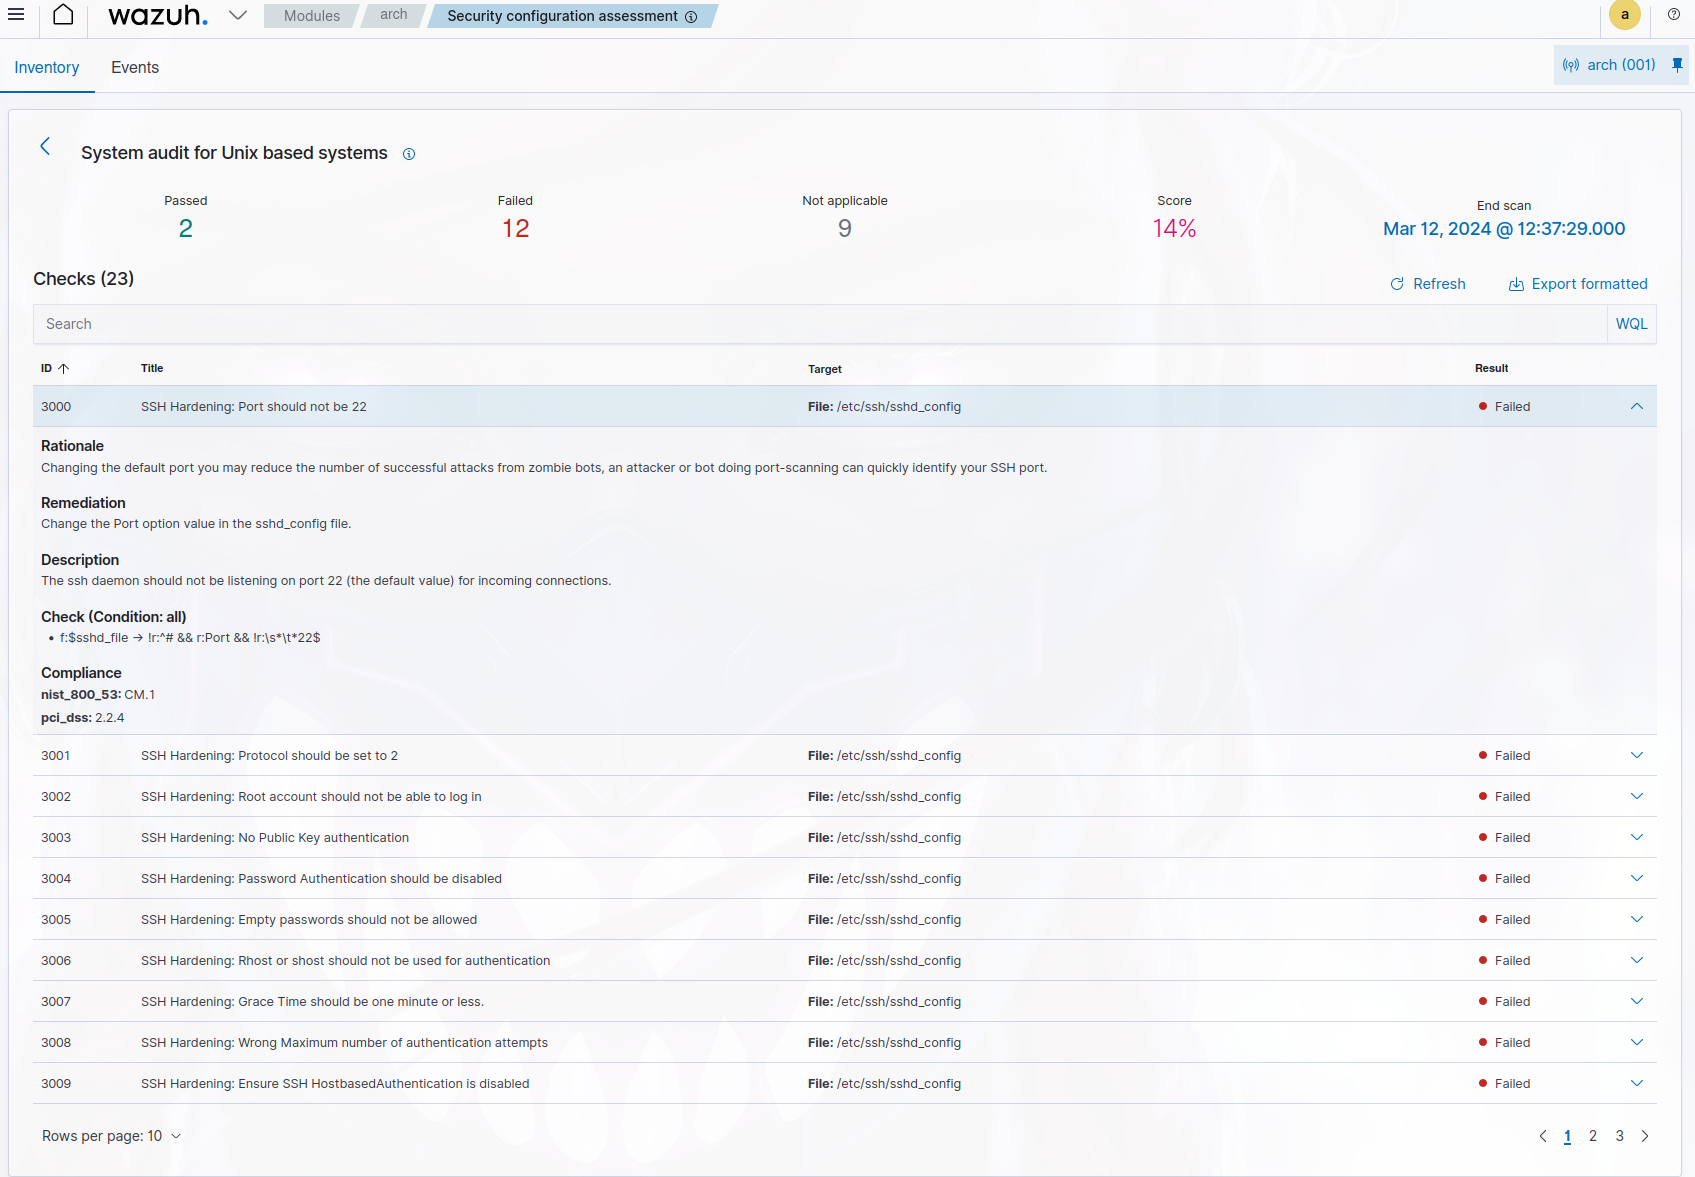 wazuh. Modules arch Security configuration assessment a
Inventory Events arch (001)
System audit for Unix based systems
Passed Failed Not applicable Score End scan
2 12 9 14% Mar 12, 2024 @ 12:37:29.000
Checks (23) Refresh Export formatted
Search WQL
ID Title Target Result
3000 SSH Hardening: Port should not be 22 File: /etc/ssh/sshd_config Failed
Rationale
Changing the default port you may reduce the number of successful attacks from zombie bots, an attacker or bot doing port-scanning can quickly identify your SSH port.
Remediation
Change the Port option value in the sshd_config file.
Description
The ssh daemon should not be listening on port 22 (the default value) for incoming connections.
Check (Condition: all)
• f:$sshd_file → !r:^# && r:Port && !r:\s*\t*22$
Compliance
nist_800_53: CM.1
pci_dss: 2.2.4
3001 SSH Hardening: Protocol should be set to 2 File: /etc/ssh/sshd_config Failed
3002 SSH Hardening: Root account should not be able to log in File: /etc/ssh/sshd_config Failed
3003 SSH Hardening: No Public Key authentication File: /etc/ssh/sshd_config Failed
3004 SSH Hardening: Password Authentication should be disabled File: /etc/ssh/sshd_config Failed
3005 SSH Hardening: Empty passwords should not be allowed File: /etc/ssh/sshd_config Failed
3006 SSH Hardening: Rhost or shost should not be used for authentication File: /etc/ssh/sshd_config Failed
3007 SSH Hardening: Grace Time should be one minute or less. File: /etc/ssh/sshd_config Failed
3008 SSH Hardening: Wrong Maximum number of authentication attempts File: /etc/ssh/sshd_config Failed
3009 SSH Hardening: Ensure SSH HostbasedAuthentication is disabled File: /etc/ssh/sshd_config Failed
Rows per page: 10 1 2 3